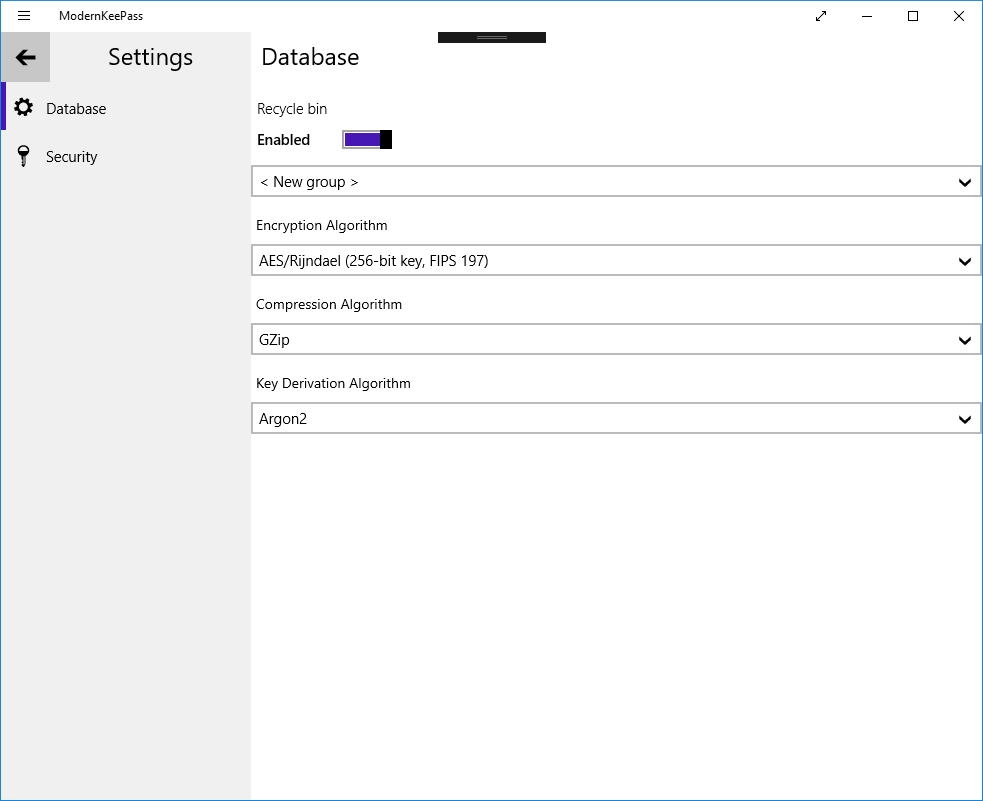 ModernKeePass
Settings
Database
Security
Database
Recycle bin
Enabled
< New group >
Encryption Algorithm
AES/Rijndael (256-bit key, FIPS 197)
Compression Algorithm
GZip
Key Derivation Algorithm
Argon2